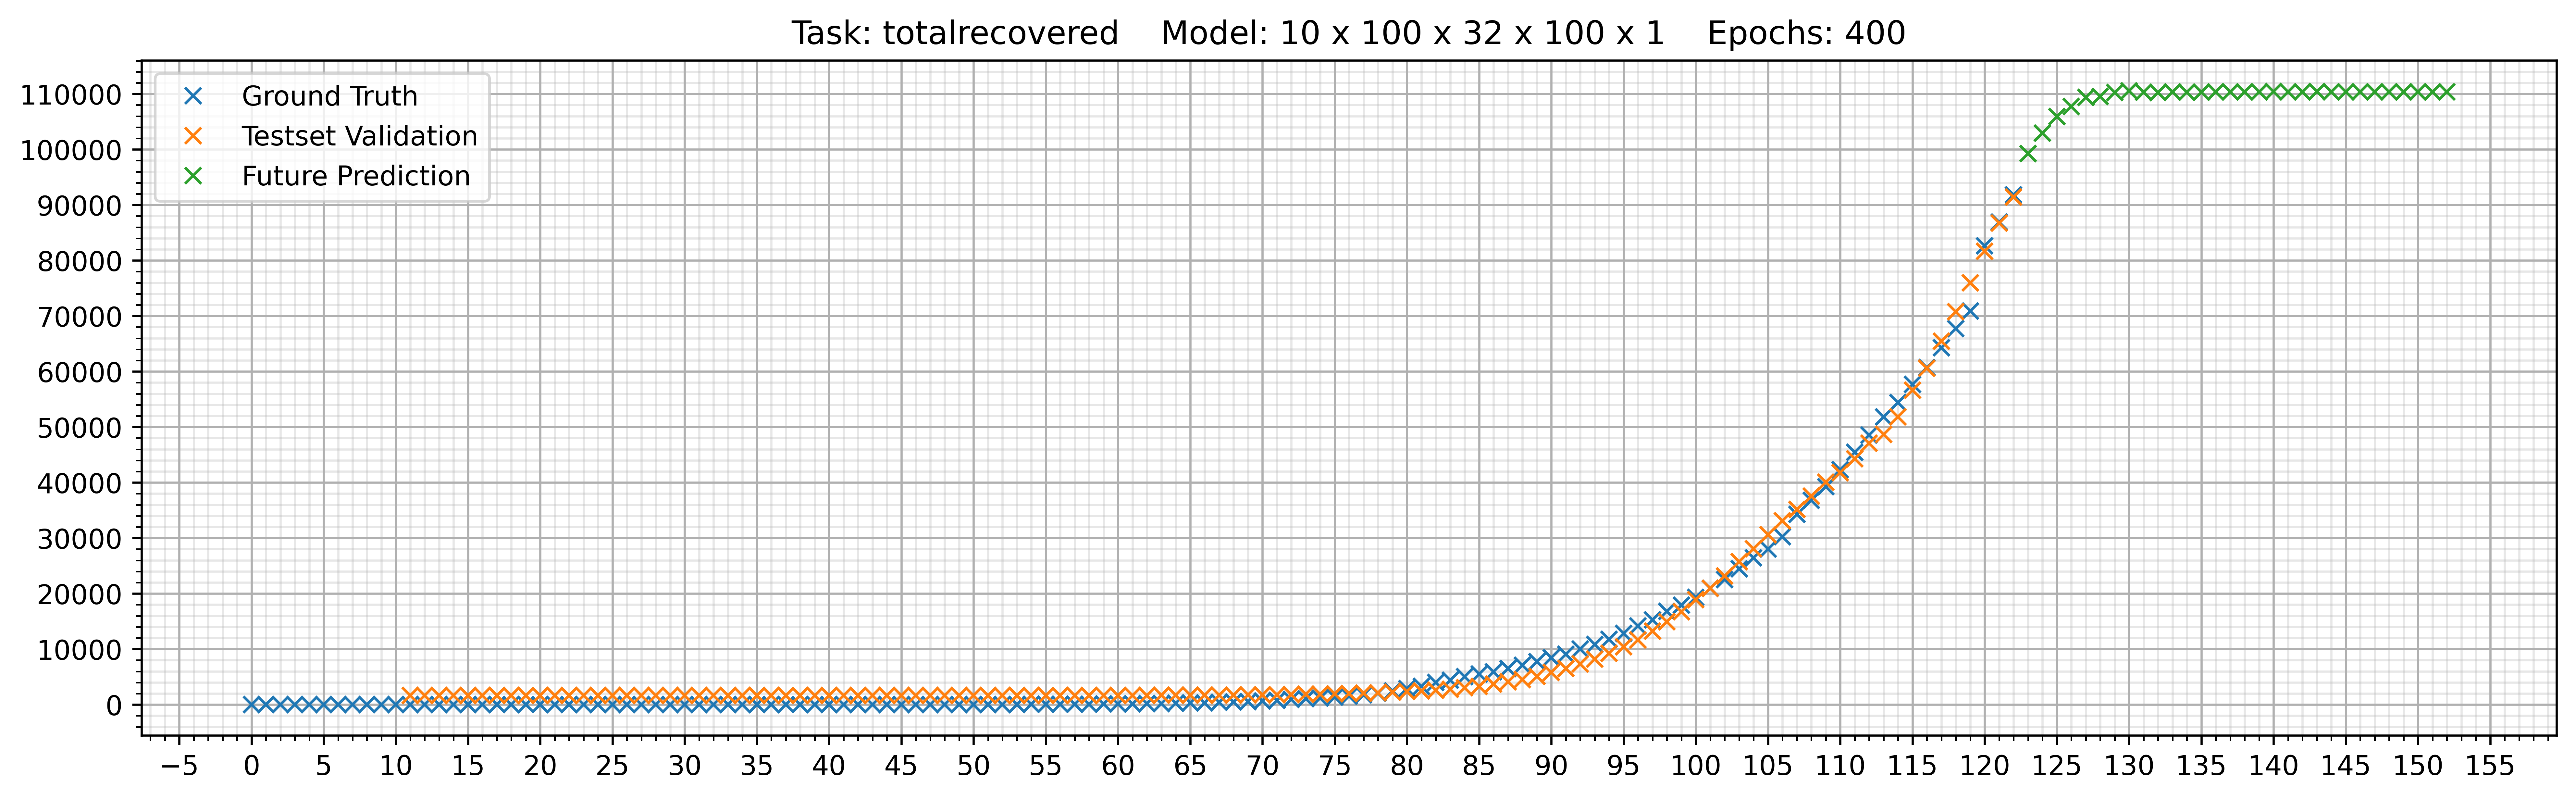 Task: totalrecovered    Model: 10 x 100 x 32 x 100 x 1    Epochs: 400
Ground Truth
Testset Validation
Future Prediction
110000
100000
90000
80000
70000
60000
50000
40000
30000
20000
10000
0
−5 0 5 10 15 20 25 30 35 40 45 50 55 60 65 70 75 80 85 90 95 100 105 110 115 120 125 130 135 140 145 150 155